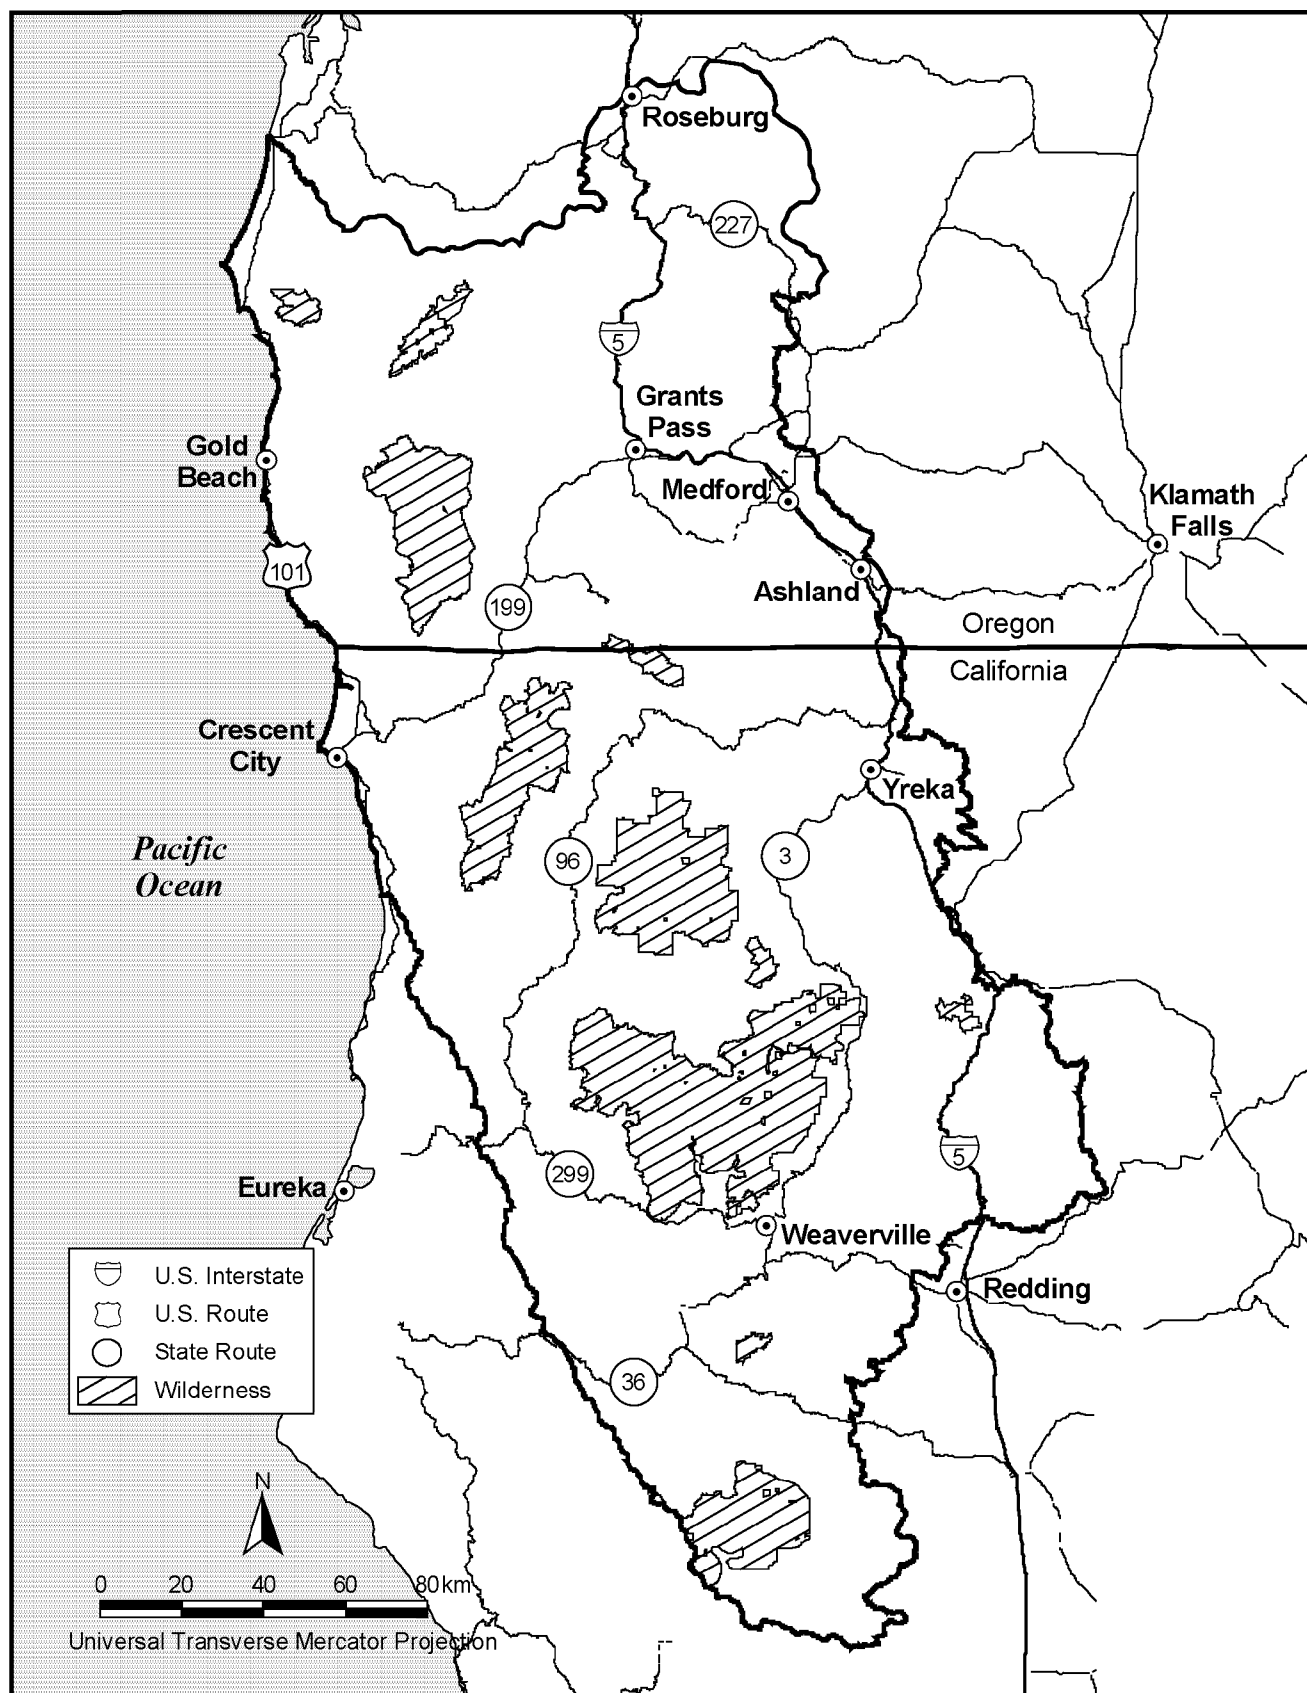 Roseburg
227
5
Grants
Pass
Gold
Beach
Medford
Klamath
Falls
101
Ashland
199
Oregon
California
Crescent
City
Yreka
Pacific
Ocean
96
3
5
299
Eureka
Weaverville
U.S. Interstate
U.S. Route
State Route
Wilderness
Redding
36
N
0 20 40 60 80 km
Universal Transverse Mercator Projection